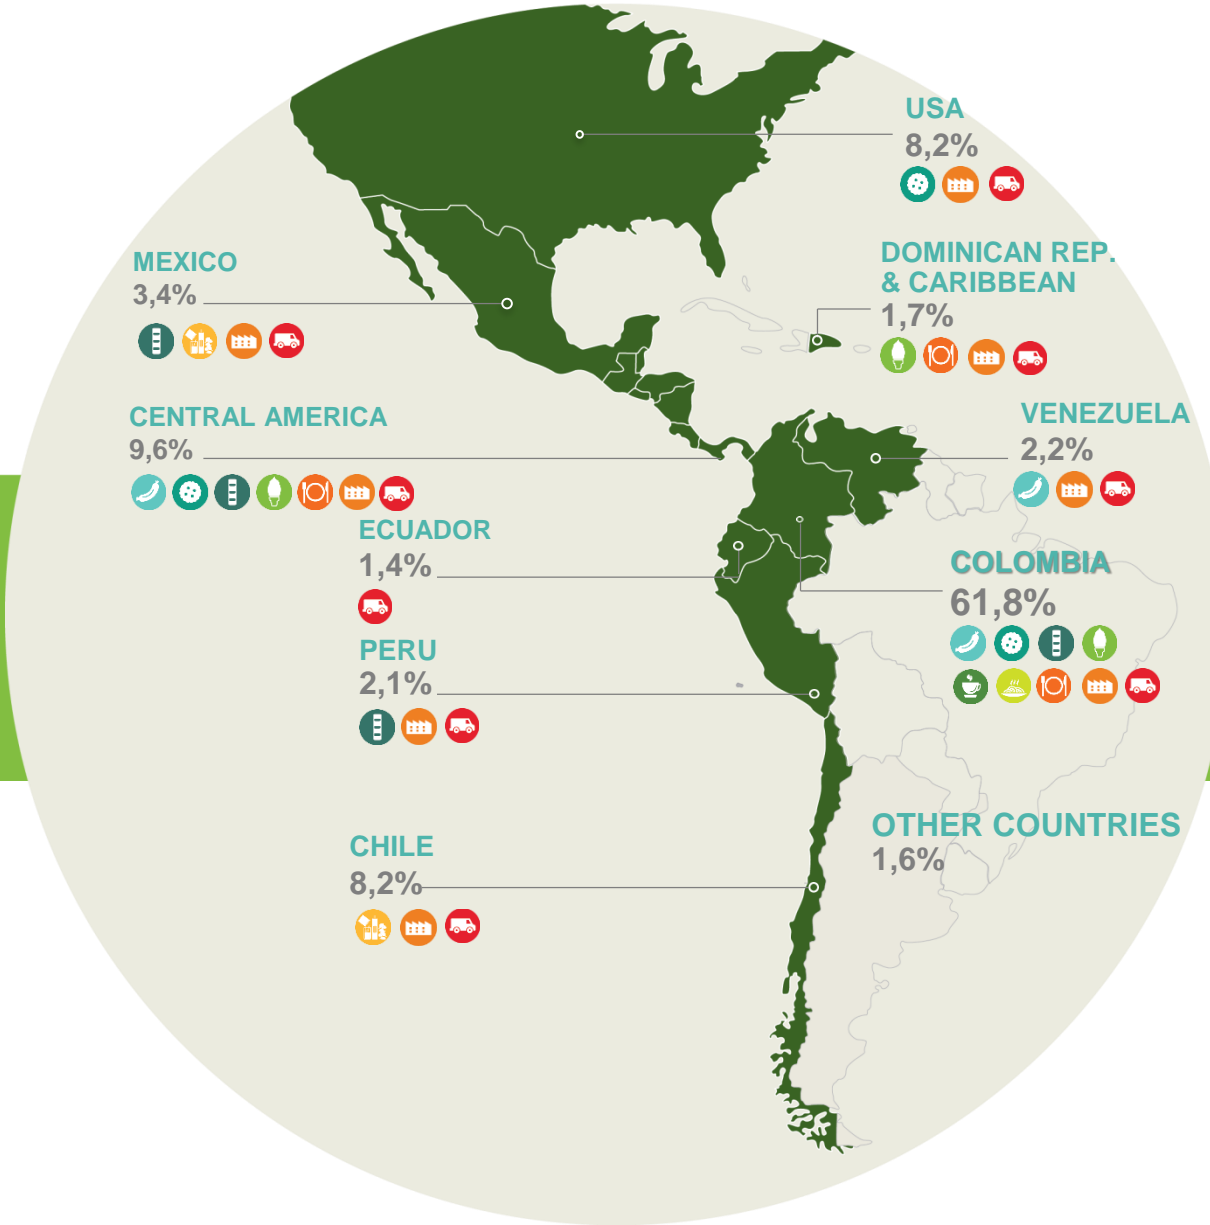 USA
8,2%
MEXICO
3,4%
DOMINICAN REP.
& CARIBBEAN
1,7%
CENTRAL AMERICA
9,6%
VENEZUELA
2,2%
ECUADOR
1,4%
COLOMBIA
61,8%
PERU
2,1%
OTHER COUNTRIES
1,6%
CHILE
8,2%